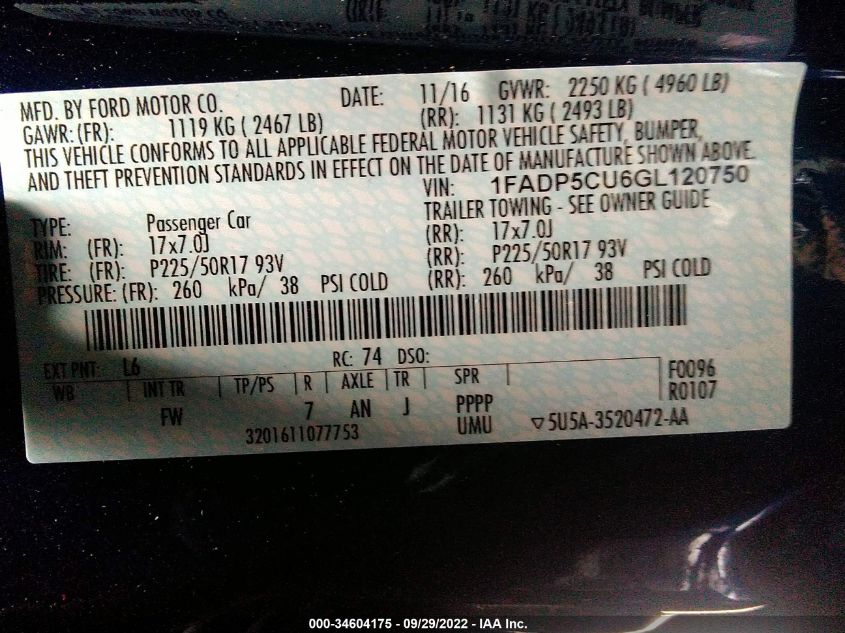 MFD. BY FORD MOTOR CO. DATE: 11/16 GVWR: 2250 KG ( 4960 LB)
GAWR: (FR): 1119 KG ( 2467 LB) (RR): 1131 KG ( 2493 LB)
THIS VEHICLE CONFORMS TO ALL APPLICABLE FEDERAL MOTOR VEHICLE SAFETY, BUMPER,
AND THEFT PREVENTION STANDARDS IN EFFECT ON THE DATE OF MANUFACTURE SHOWN ABOVE.
VIN: 1FADP5CU6GL120750
TYPE: Passenger Car TRAILER TOWING - SEE OWNER GUIDE
RIM: (FR): 17x7.0J (RR): 17x7.0J
TIRE: (FR): P225/50R17 93V (RR): P225/50R17 93V
PRESSURE: (FR): 260 kPa/ 38 PSI COLD (RR): 260 kPa/ 38 PSI COLD
EXT PNT: L6 RC: 74 DSO:
WB INT TR TP/PS R AXLE TR SPR F0096
R0107
FW 7 AN J PPPP
3201611077753 UMU ▽5U5A-3520472-AA
000-34604175 - 09/29/2022 - IAA Inc.